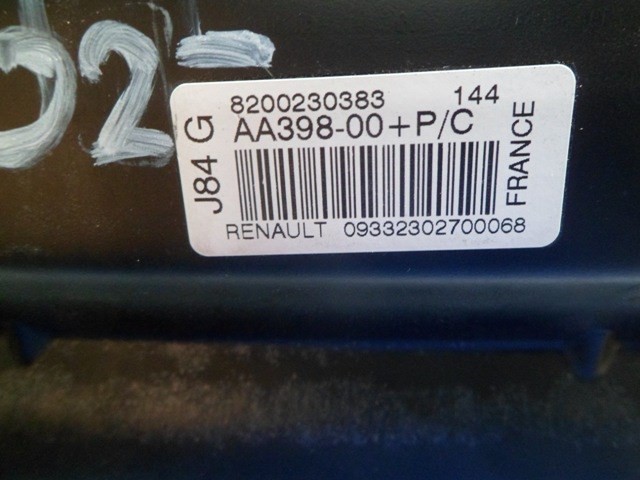 02-
8200230383 144
J84 G
AA398-00+P/C
FRANCE
RENAULT 09332302700068